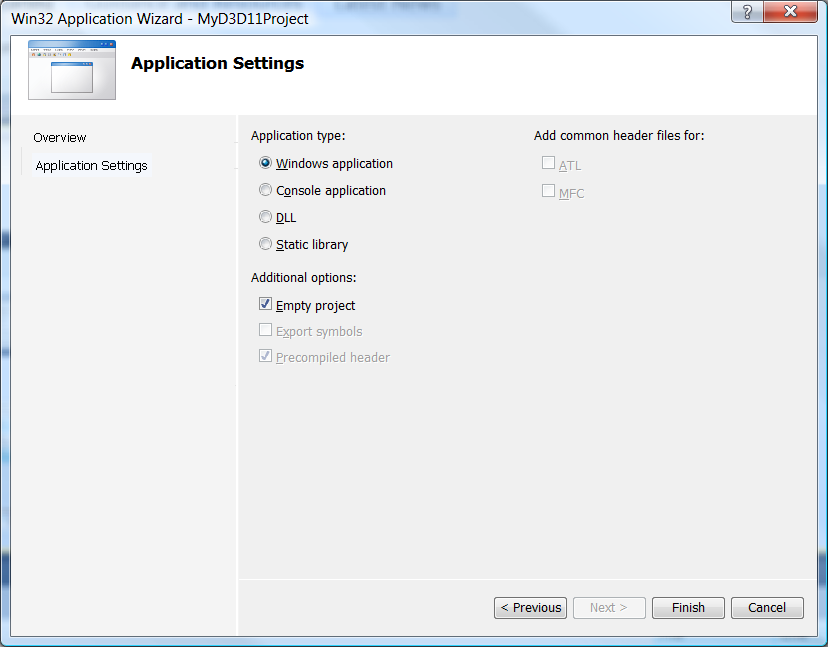 Win32 Application Wizard - MyD3D11Project
?
Application Settings
Overview
Application Settings
Application type:
Windows application
Console application
DLL
Static library
Additional options:
Empty project
Export symbols
Precompiled header
Add common header files for:
ATL
MFC
< Previous
Next >
Finish
Cancel